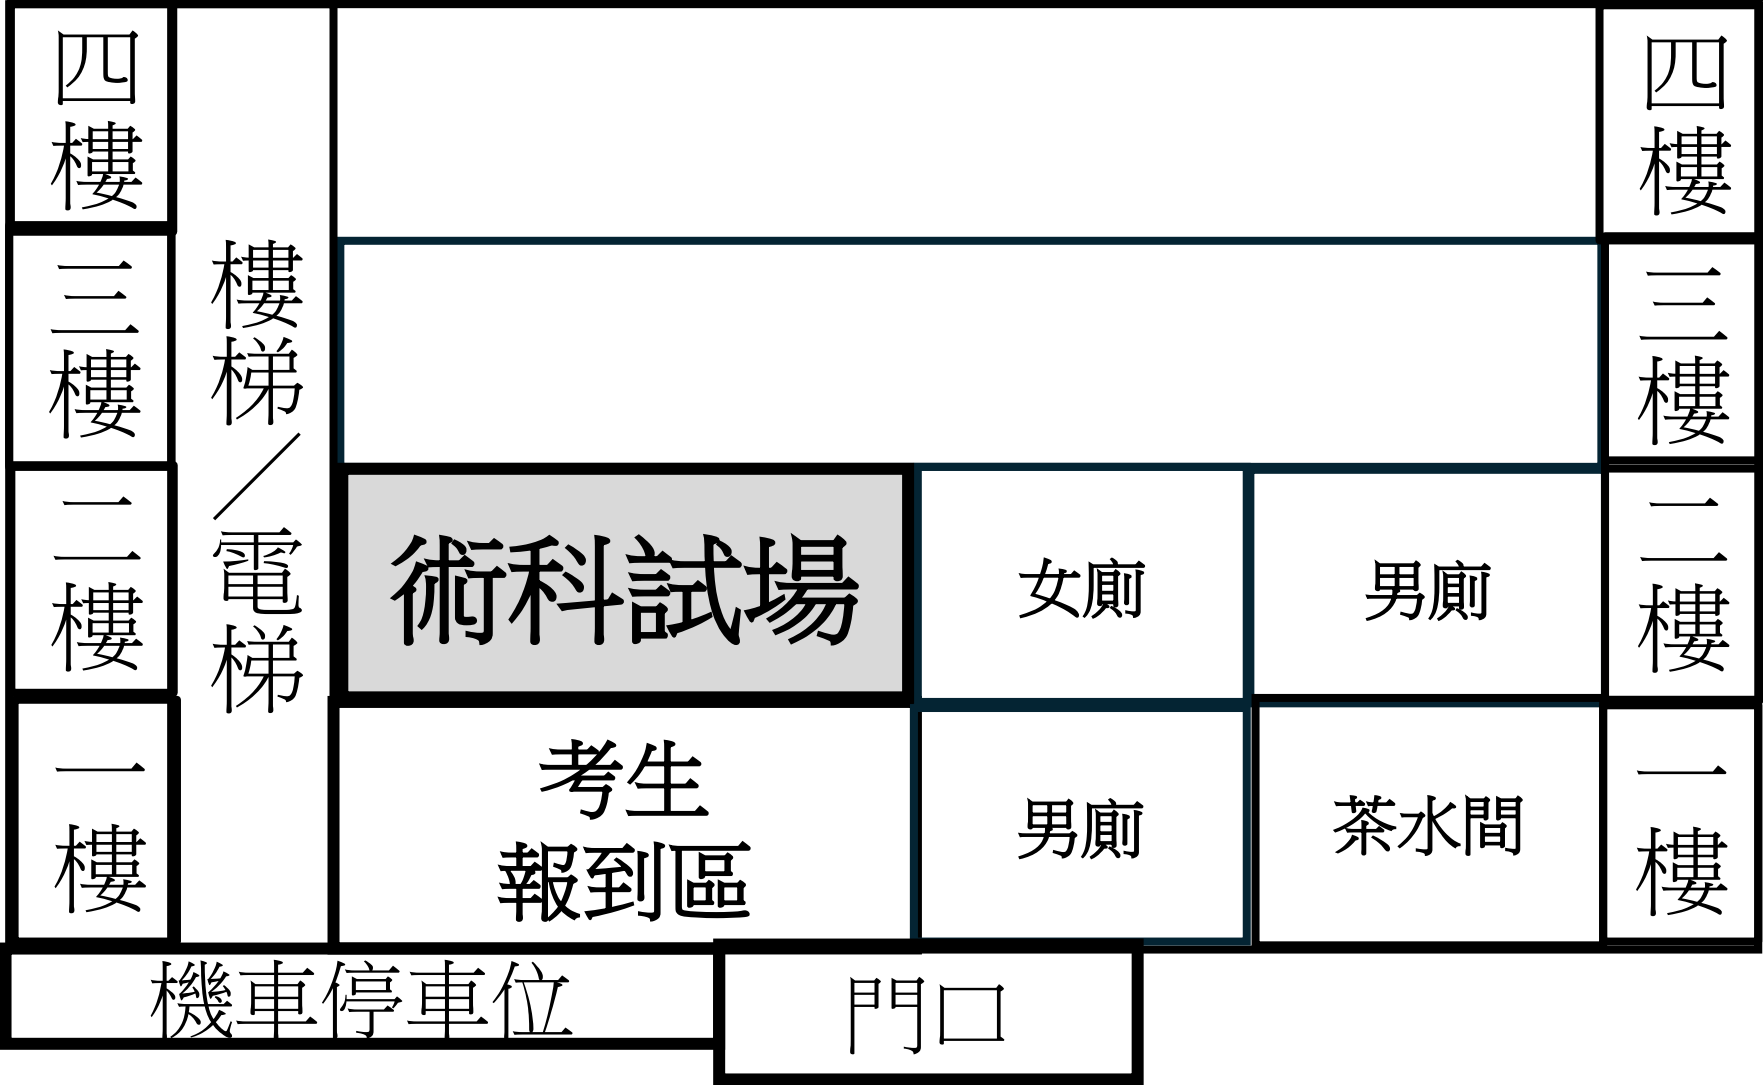 四樓
四樓
三樓
三樓
樓梯／電梯
二樓
術科試場
女廁
男廁
二樓
一樓
考生
報到區
男廁
茶水間
一樓
機車停車位
門口